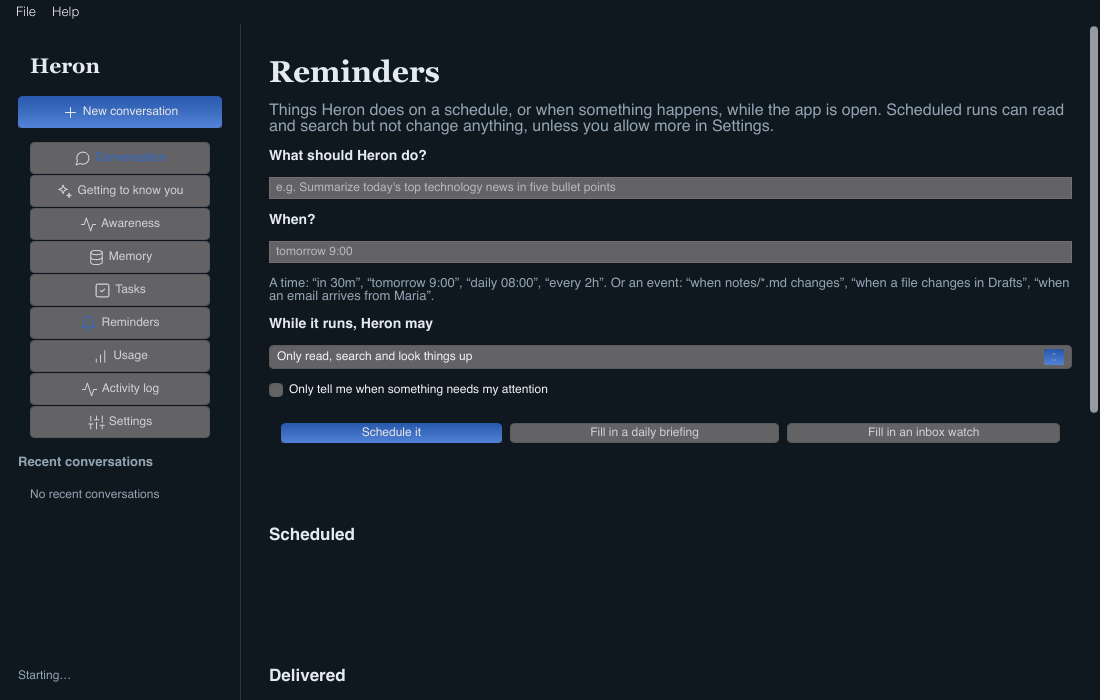 File Help
Heron
New conversation
Getting to know you
Awareness
Memory
Tasks
Reminders
Usage
Activity log
Settings
Recent conversations
No recent conversations
Starting…
Reminders
Things Heron does on a schedule, or when something happens, while the app is open. Scheduled runs can read
and search but not change anything, unless you allow more in Settings.
What should Heron do?
e.g. Summarize today's top technology news in five bullet points
When?
tomorrow 9:00
A time: “in 30m”, “tomorrow 9:00”, “daily 08:00”, “every 2h”. Or an event: “when notes/*.md changes”, “when a file changes in Drafts”, “when
an email arrives from Maria”.
While it runs, Heron may
Only read, search and look things up
Only tell me when something needs my attention
Schedule it
Fill in a daily briefing
Fill in an inbox watch
Scheduled
Delivered